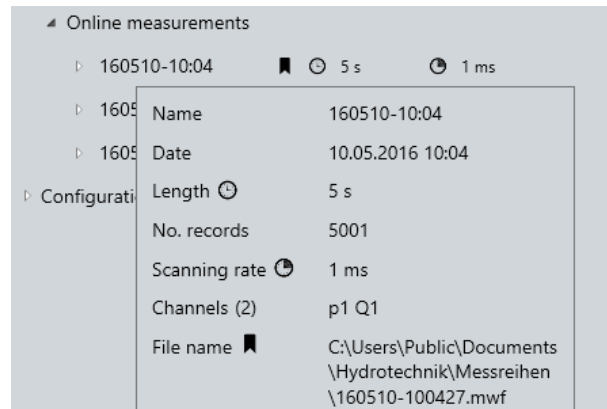 Online measurements
160510-10:04 5 s 1 ms
1605
1605
Configurati
Name 160510-10:04
Date 10.05.2016 10:04
Length 5 s
No. records 5001
Scanning rate 1 ms
Channels (2) p1 Q1
File name C:\Users\Public\Documents
\Hydrotechnik\Messreihen
\160510-100427.mwf